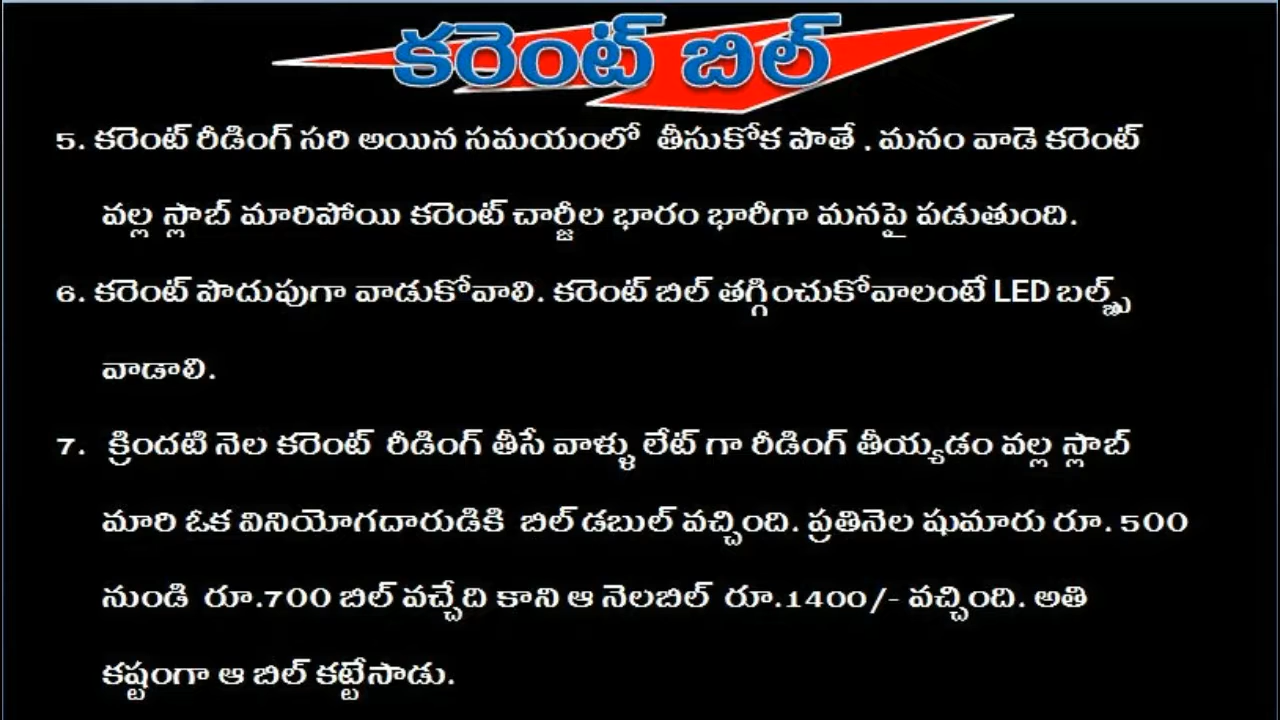 కరెంట్ బిల్
5. కరెంట్ రీడింగ్ సరి అయిన సమయంలో తీసుకోక పొతే . మనం వాడె కరెంట్
వల్ల స్లాబ్ మారిపోయి కరెంట్ చార్జీల భారం భారీగా మనపై పడుతుంది.
6. కరెంట్ పొదుపుగా వాడుకోవాలి. కరెంట్ బిల్ తగ్గించుకోవాలంటే LED బల్బ్స్
వాడాలి.
7. క్రిందటి నెల కరెంట్ రీడింగ్ తీసే వాళ్ళు లేట్ గా రీడింగ్ తీయ్యడం వల్ల స్లాబ్
మారి ఓక వినియోగదారుడికి బిల్ డబుల్ వచ్చింది. ప్రతినెల షుమారు రూ. 500
నుండి రూ.700 బిల్ వచ్చేది కాని ఆ నెలబిల్ రూ.1400/- వచ్చింది. అతి
కష్టంగా ఆ బిల్ కట్టేసాడు.